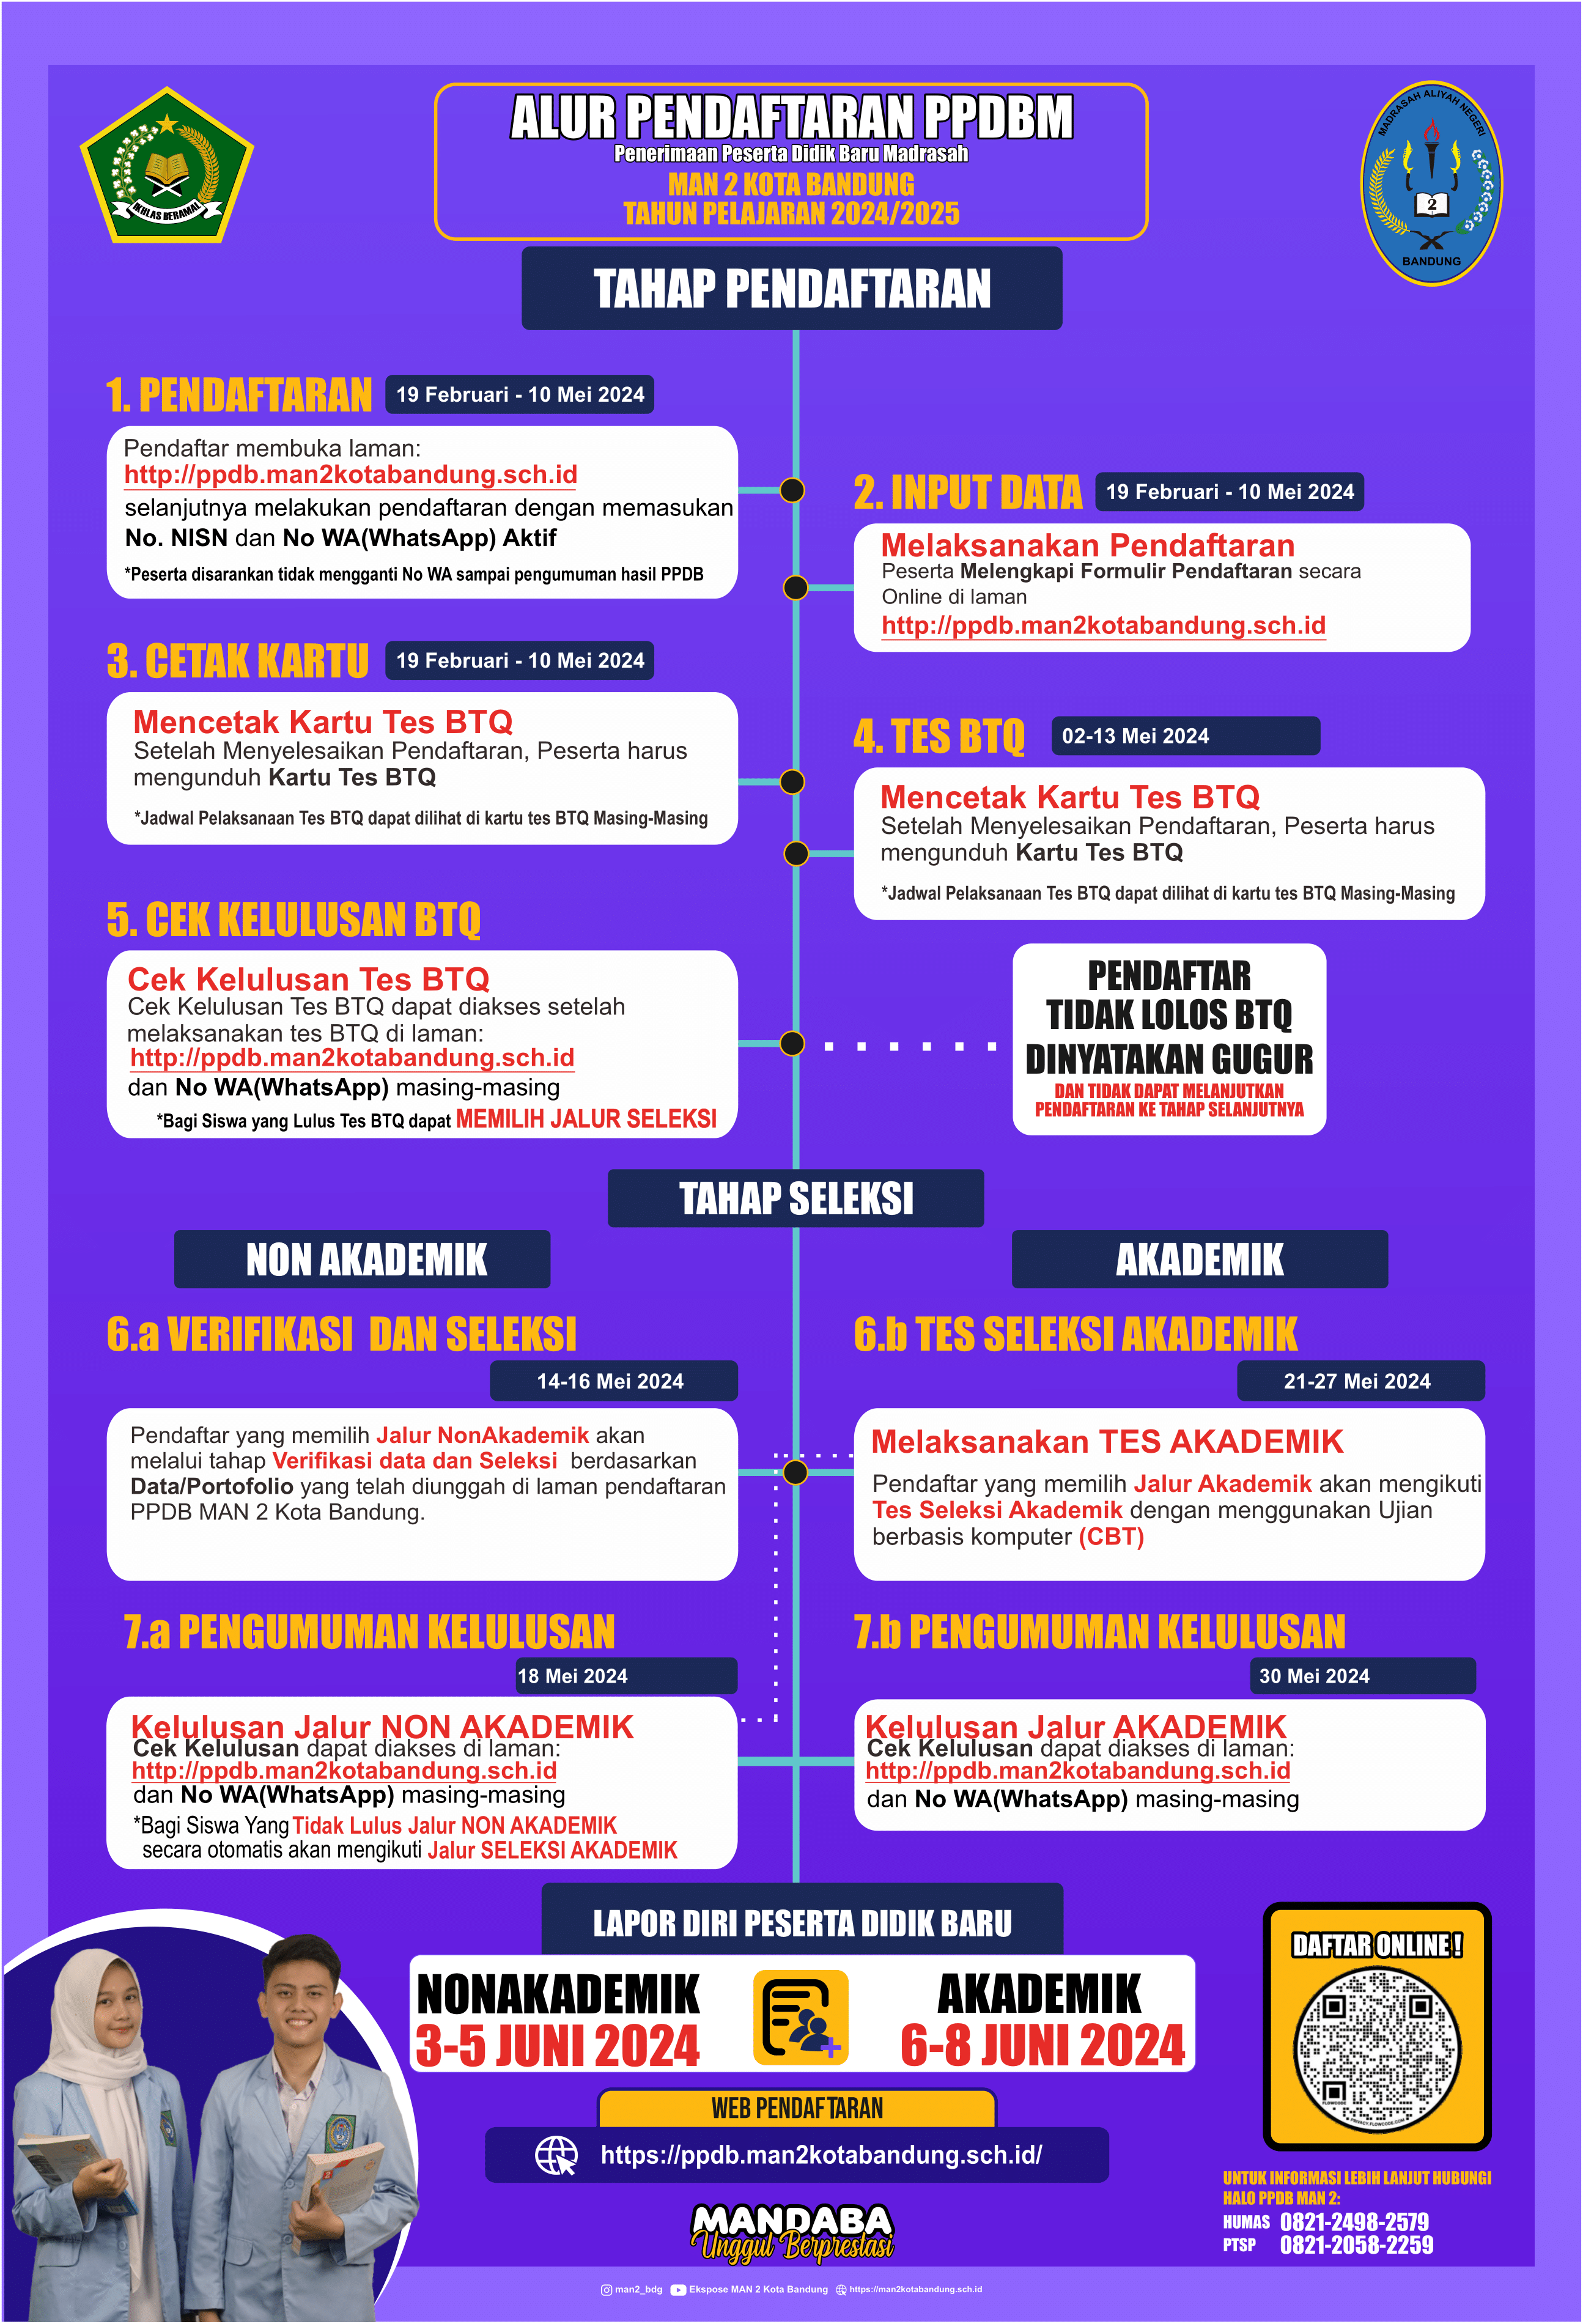 IKHLAS BERAMAL
ALUR PENDAFTARAN PPDBM
Penerimaan Peserta Didik Baru Madrasah
MAN 2 KOTA BANDUNG
TAHUN PELAJARAN 2024/2025
MADRASAH ALIYAH NEGERI
2
BANDUNG
TAHAP PENDAFTARAN
1. PENDAFTARAN
19 Februari - 10 Mei 2024
Pendaftar membuka laman:
http://ppdb.man2kotabandung.sch.id
selanjutnya melakukan pendaftaran dengan memasukan
No. NISN dan No WA(WhatsApp) Aktif
*Peserta disarankan tidak mengganti No WA sampai pengumuman hasil PPDB
2. INPUT DATA
19 Februari - 10 Mei 2024
Melaksanakan Pendaftaran
Peserta Melengkapi Formulir Pendaftaran secara
Online di laman
http://ppdb.man2kotabandung.sch.id
3. CETAK KARTU
19 Februari - 10 Mei 2024
Mencetak Kartu Tes BTQ
Setelah Menyelesaikan Pendaftaran, Peserta harus
mengunduh Kartu Tes BTQ
*Jadwal Pelaksanaan Tes BTQ dapat dilihat di kartu tes BTQ Masing-Masing
4. TES BTQ
02-13 Mei 2024
Mencetak Kartu Tes BTQ
Setelah Menyelesaikan Pendaftaran, Peserta harus
mengunduh Kartu Tes BTQ
*Jadwal Pelaksanaan Tes BTQ dapat dilihat di kartu tes BTQ Masing-Masing
5. CEK KELULUSAN BTQ
Cek Kelulusan Tes BTQ
Cek Kelulusan Tes BTQ dapat diakses setelah
melaksanakan tes BTQ di laman:
http://ppdb.man2kotabandung.sch.id
dan No WA(WhatsApp) masing-masing
*Bagi Siswa yang Lulus Tes BTQ dapat MEMILIH JALUR SELEKSI
PENDAFTAR
TIDAK LOLOS BTQ
DINYATAKAN GUGUR
DAN TIDAK DAPAT MELANJUTKAN
PENDAFTARAN KE TAHAP SELANJUTNYA
TAHAP SELEKSI
NON AKADEMIK
AKADEMIK
6.a VERIFIKASI DAN SELEKSI
14-16 Mei 2024
Pendaftar yang memilih Jalur NonAkademik akan
melalui tahap Verifikasi data dan Seleksi berdasarkan
Data/Portofolio yang telah diunggah di laman pendaftaran
PPDB MAN 2 Kota Bandung.
6.b TES SELEKSI AKADEMIK
21-27 Mei 2024
Melaksanakan TES AKADEMIK
Pendaftar yang memilih Jalur Akademik akan mengikuti
Tes Seleksi Akademik dengan menggunakan Ujian
berbasis komputer (CBT)
7.a PENGUMUMAN KELULUSAN
18 Mei 2024
Kelulusan Jalur NON AKADEMIK
Cek Kelulusan dapat diakses di laman:
http://ppdb.man2kotabandung.sch.id
dan No WA(WhatsApp) masing-masing
*Bagi Siswa Yang Tidak Lulus Jalur NON AKADEMIK
secara otomatis akan mengikuti Jalur SELEKSI AKADEMIK
7.b PENGUMUMAN KELULUSAN
30 Mei 2024
Kelulusan Jalur AKADEMIK
Cek Kelulusan dapat diakses di laman:
http://ppdb.man2kotabandung.sch.id
dan No WA(WhatsApp) masing-masing
LAPOR DIRI PESERTA DIDIK BARU
NONAKADEMIK
3-5 JUNI 2024
AKADEMIK
6-8 JUNI 2024
DAFTAR ONLINE!
FLOWCODE
PRIVACY.FLOWCODE.COM
WEB PENDAFTARAN
https://ppdb.man2kotabandung.sch.id/
MANDABA
Unggul Berprestasi
UNTUK INFORMASI LEBIH LANJUT HUBUNGI
HALO PPDB MAN 2:
HUMAS 0821-2498-2579
PTSP 0821-2058-2259
man2_bdg Ekspose MAN 2 Kota Bandung https://man2kotabandung.sch.id